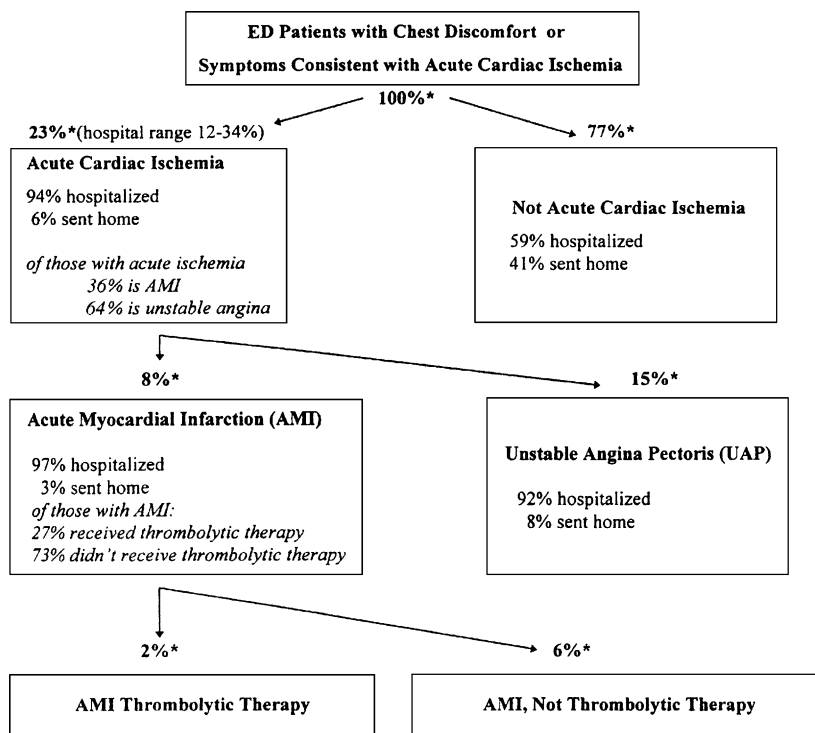 ED Patients with Chest Discomfort or
Symptoms Consistent with Acute Cardiac Ischemia
100%*
23%*(hospital range 12-34%)
77%*
Acute Cardiac Ischemia
94% hospitalized
6% sent home
of those with acute ischemia
36% is AMI
64% is unstable angina
Not Acute Cardiac Ischemia
59% hospitalized
41% sent home
8%*
15%*
Acute Myocardial Infarction (AMI)
97% hospitalized
3% sent home
of those with AMI:
27% received thrombolytic therapy
73% didn't receive thrombolytic therapy
Unstable Angina Pectoris (UAP)
92% hospitalized
8% sent home
2%*
6%*
AMI Thrombolytic Therapy
AMI, Not Thrombolytic Therapy